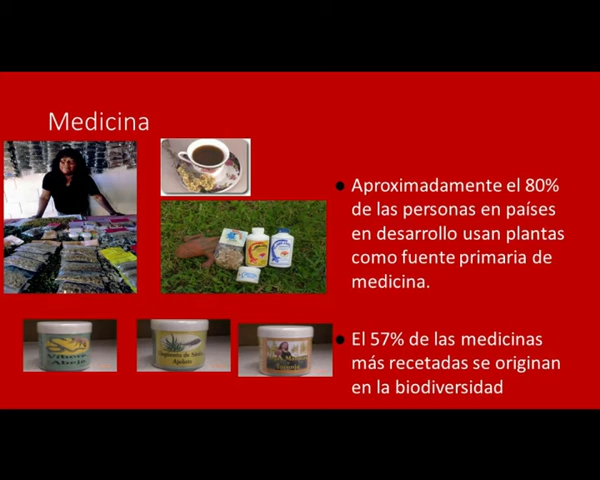 Medicina
Aproximadamente el 80%
de las personas en países
en desarrollo usan plantas
como fuente primaria de
medicina.
El 57% de las medicinas
más recetadas se originan
en la biodiversidad